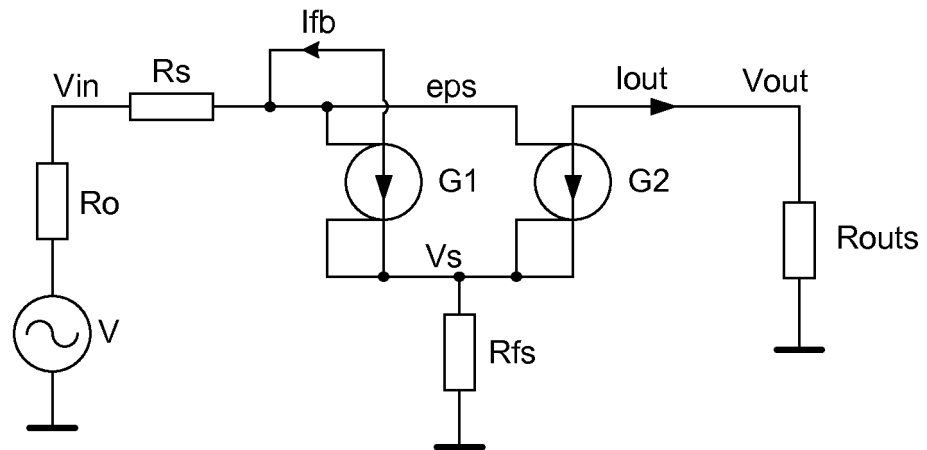 Ifb
Vin
Rs
eps
Iout
Vout
Ro
G1
G2
Routs
Vs
V
Rfs